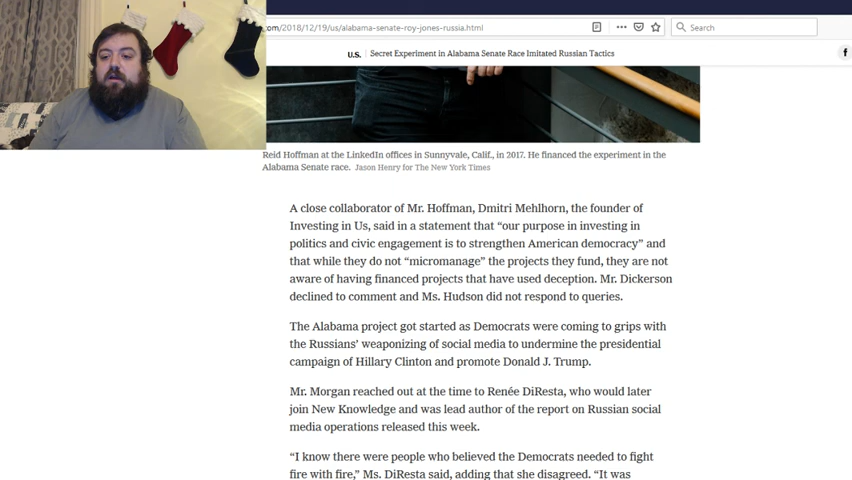 com/2018/12/19/us/alabama-senate-roy-jones-russia.html
Search
U.S. | Secret Experiment in Alabama Senate Race Imitated Russian Tactics
Reid Hoffman at the LinkedIn offices in Sunnyvale, Calif., in 2017. He financed the experiment in the
Alabama Senate race. Jason Henry for The New York Times
A close collaborator of Mr. Hoffman, Dmitri Mehlhorn, the founder of
Investing in Us, said in a statement that “our purpose in investing in
politics and civic engagement is to strengthen American democracy” and
that while they do not “micromanage” the projects they fund, they are not
aware of having financed projects that have used deception. Mr. Dickerson
declined to comment and Ms. Hudson did not respond to queries.
The Alabama project got started as Democrats were coming to grips with
the Russians’ weaponizing of social media to undermine the presidential
campaign of Hillary Clinton and promote Donald J. Trump.
Mr. Morgan reached out at the time to Renée DiResta, who would later
join New Knowledge and was lead author of the report on Russian social
media operations released this week.
“I know there were people who believed the Democrats needed to fight
fire with fire,” Ms. DiResta said, adding that she disagreed. “It was